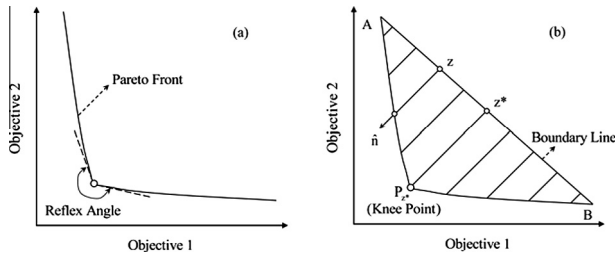 (a)
Objective 2
Pareto Front
Reflex Angle
Objective 1
(b)
Objective 2
A
z
z*
n̂
Boundary Line
P_z*
(Knee Point)
B
Objective 1